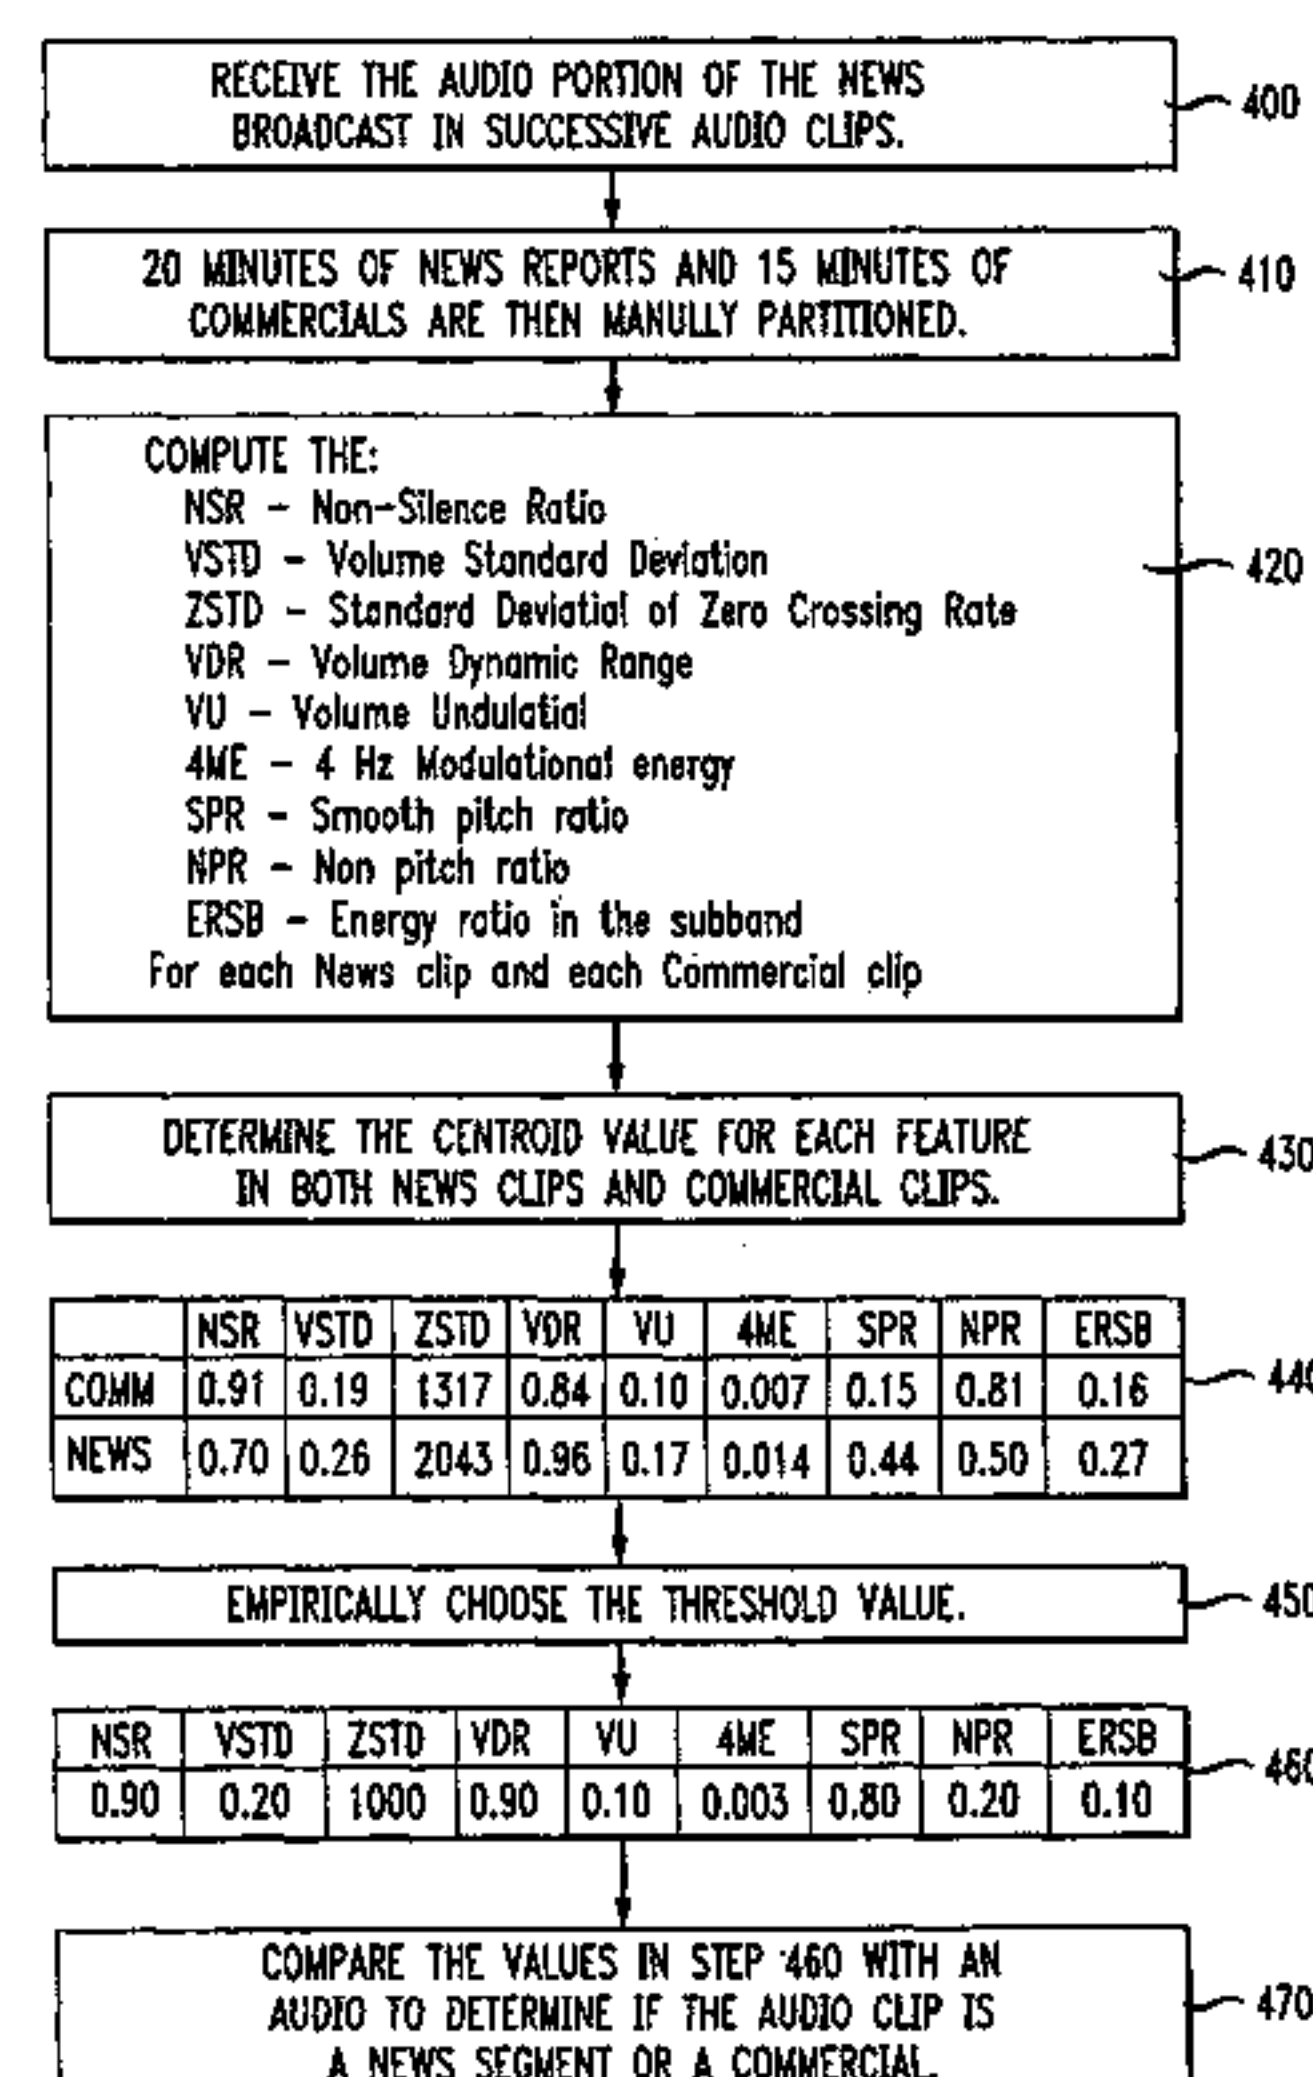 RECEIVE THE AUDIO PORTION OF THE NEWS
BROADCAST IN SUCCESSIVE AUDIO CLIPS.
400
20 MINUTES OF NEWS REPORTS AND 15 MINUTES OF
COMMERCIALS ARE THEN MANULLY PARTITIONED.
410
COMPUTE THE:
NSR - Non-Silence Ratio
VSTD - Volume Standard Deviation
ZSTD - Standard Deviatial of Zero Crossing Rate
VDR - Volume Dynamic Range
VU - Volume Undulatial
4ME - 4 Hz Modulational energy
SPR - Smooth pitch ratio
NPR - Non pitch ratio
ERSB - Energy ratio in the subband
For each News clip and each Commercial clip
420
DETERMINE THE CENTROID VALUE FOR EACH FEATURE
IN BOTH NEWS CLIPS AND COMMERCIAL CLIPS.
430
NSR VSTD ZSTD VDR VU 4ME SPR NPR ERSB
COMM 0.91 0.19 1317 0.84 0.10 0.007 0.15 0.81 0.16
NEWS 0.70 0.26 2043 0.96 0.17 0.014 0.44 0.50 0.27
440
EMPIRICALLY CHOOSE THE THRESHOLD VALUE.
450
NSR VSTD ZSTD VDR VU 4ME SPR NPR ERSB
0.90 0.20 1000 0.90 0.10 0.003 0.80 0.20 0.10
460
COMPARE THE VALUES IN STEP 460 WITH AN
AUDIO TO DETERMINE IF THE AUDIO CLIP IS
A NEWS SEGMENT OR A COMMERCIAL.
470